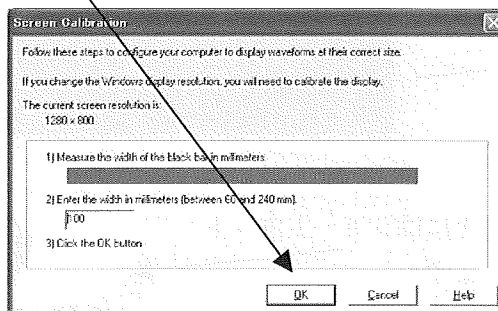 Screen Calibration
Follow these steps to configure your computer to display waveforms at their correct size.
If you change the Windows display resolution, you will need to calibrate the display.
The current screen resolution is:
1280 x 800
1) Measure the width of the black bar in milimeters.
2) Enter the width in milimeters (between 60 and 240 mm).
100
3) Click the OK button
OK
Cancel
Help